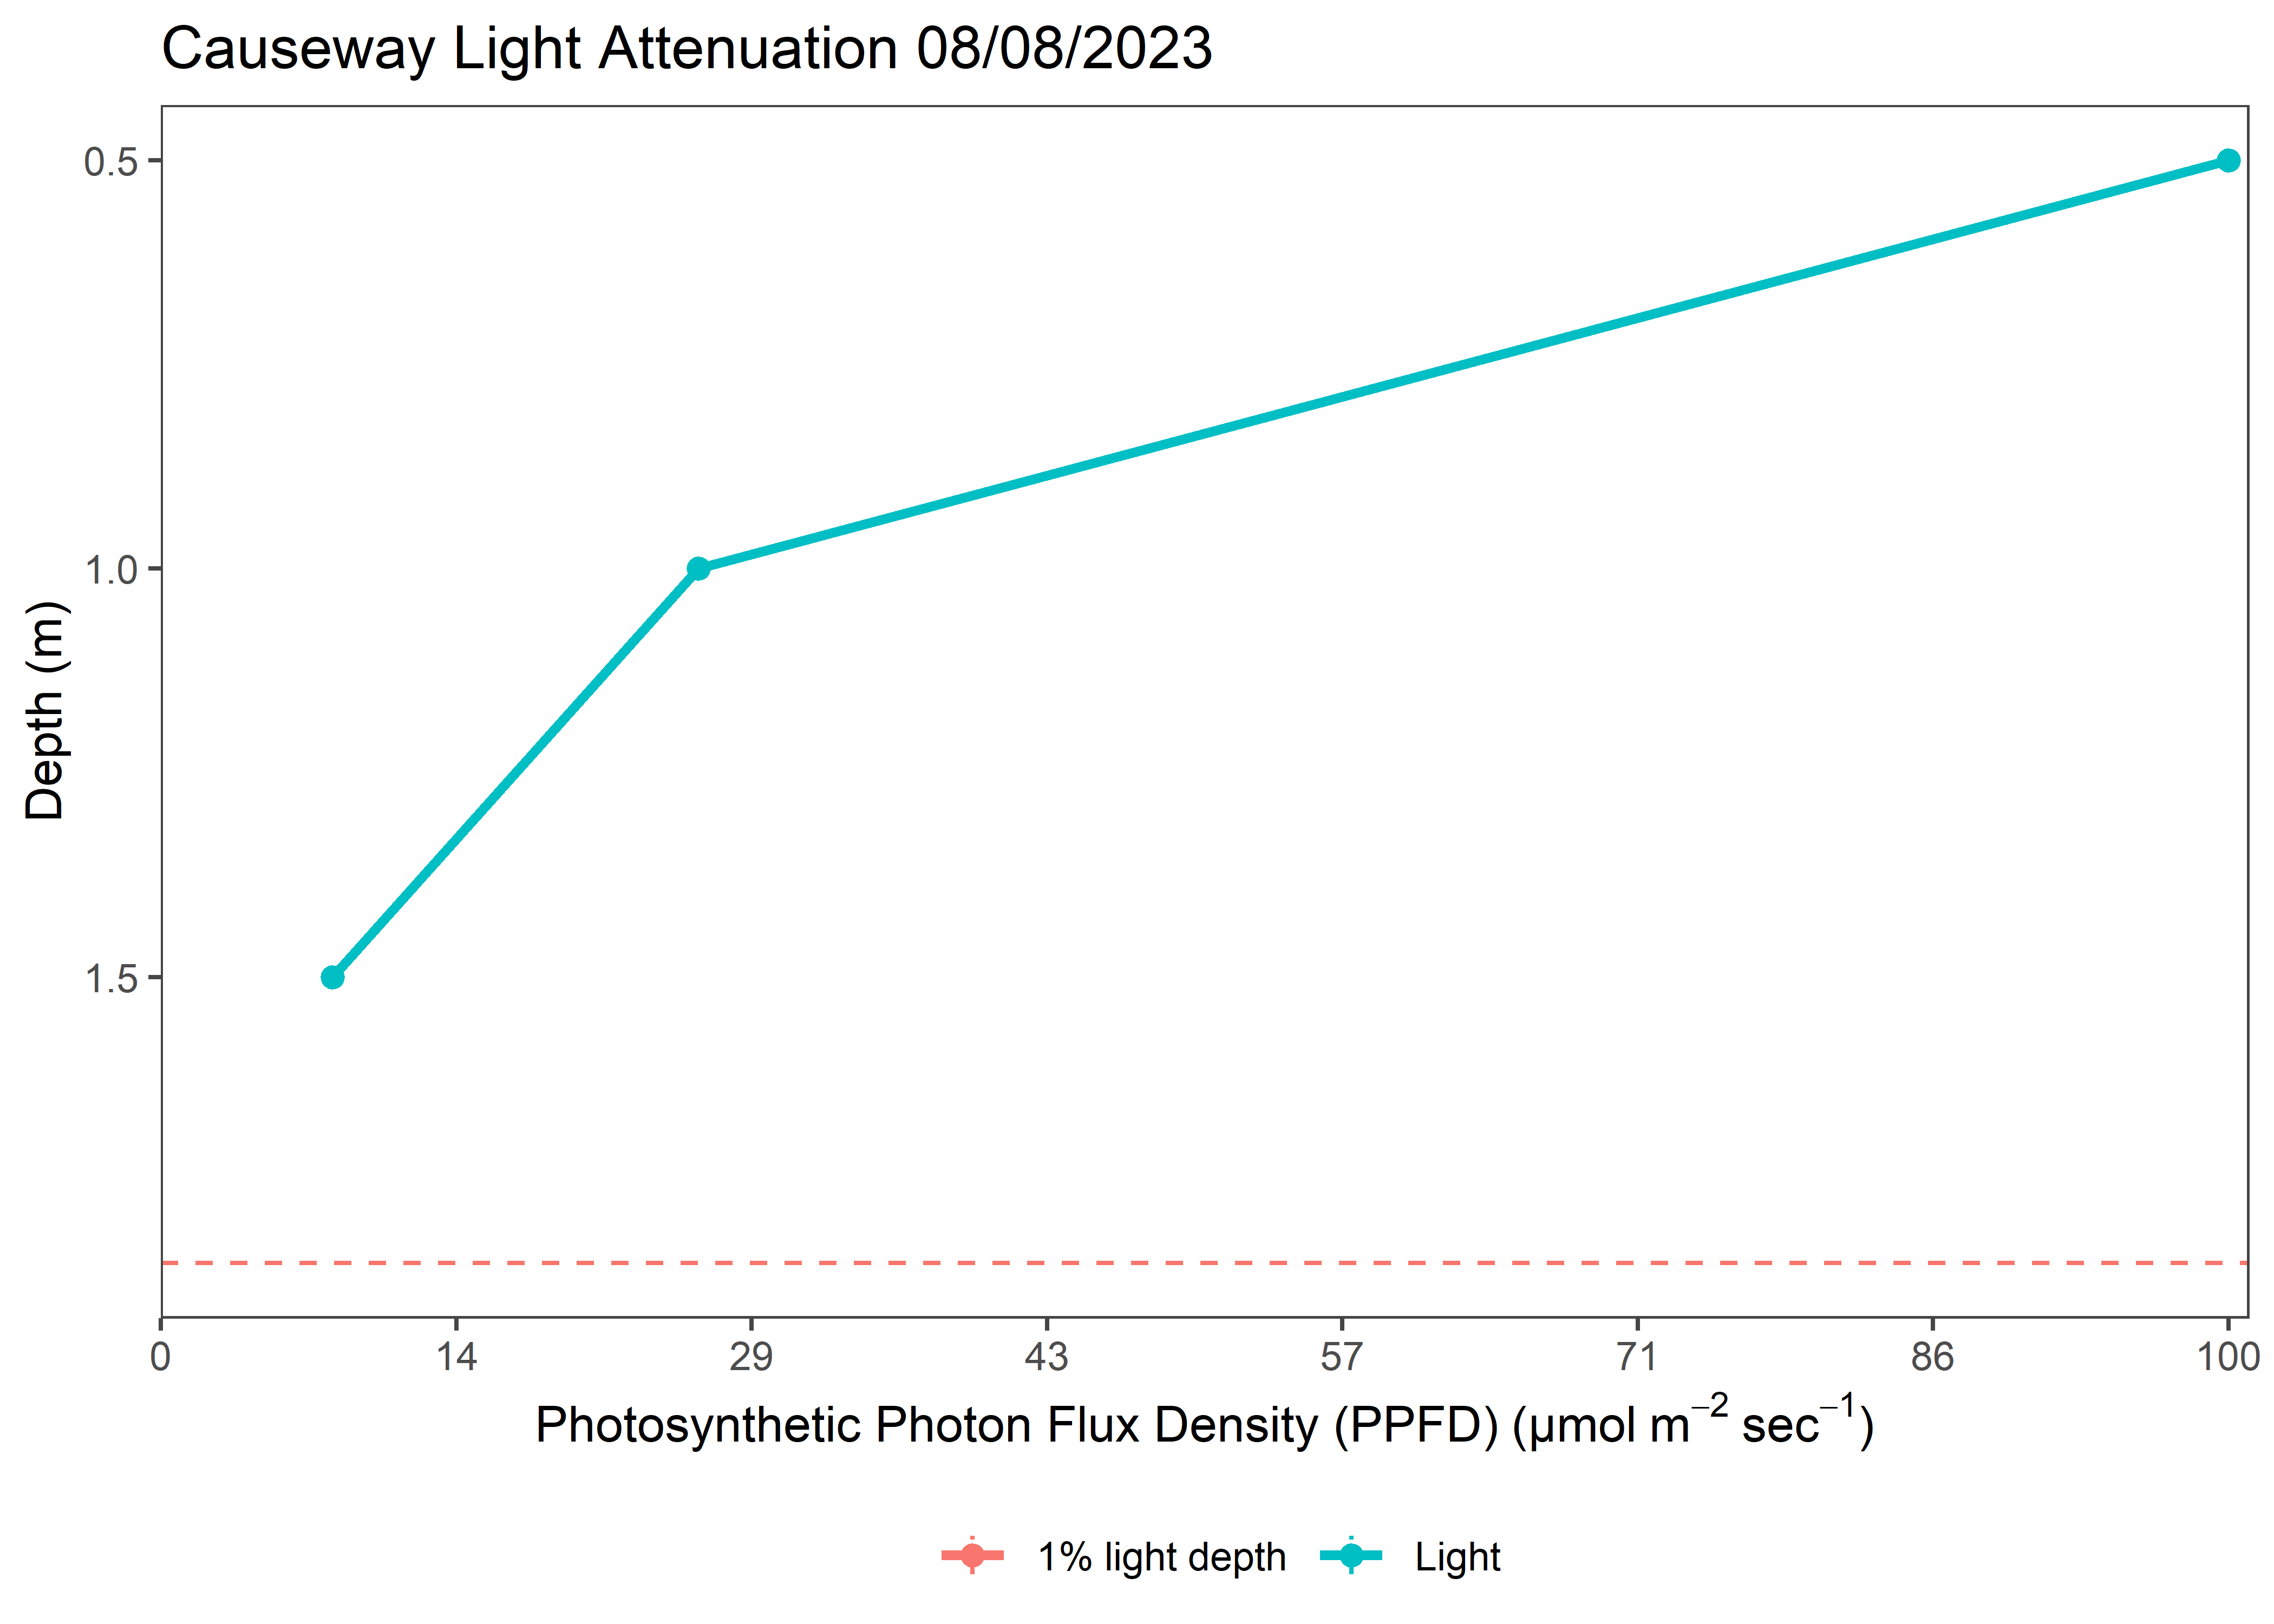 Causeway Light Attenuation 08/08/2023
0.5
1.0
1.5
Depth (m)
0 14 29 43 57 71 86 100
Photosynthetic Photon Flux Density (PPFD) (μmol m⁻² sec⁻¹)
1% light depth Light